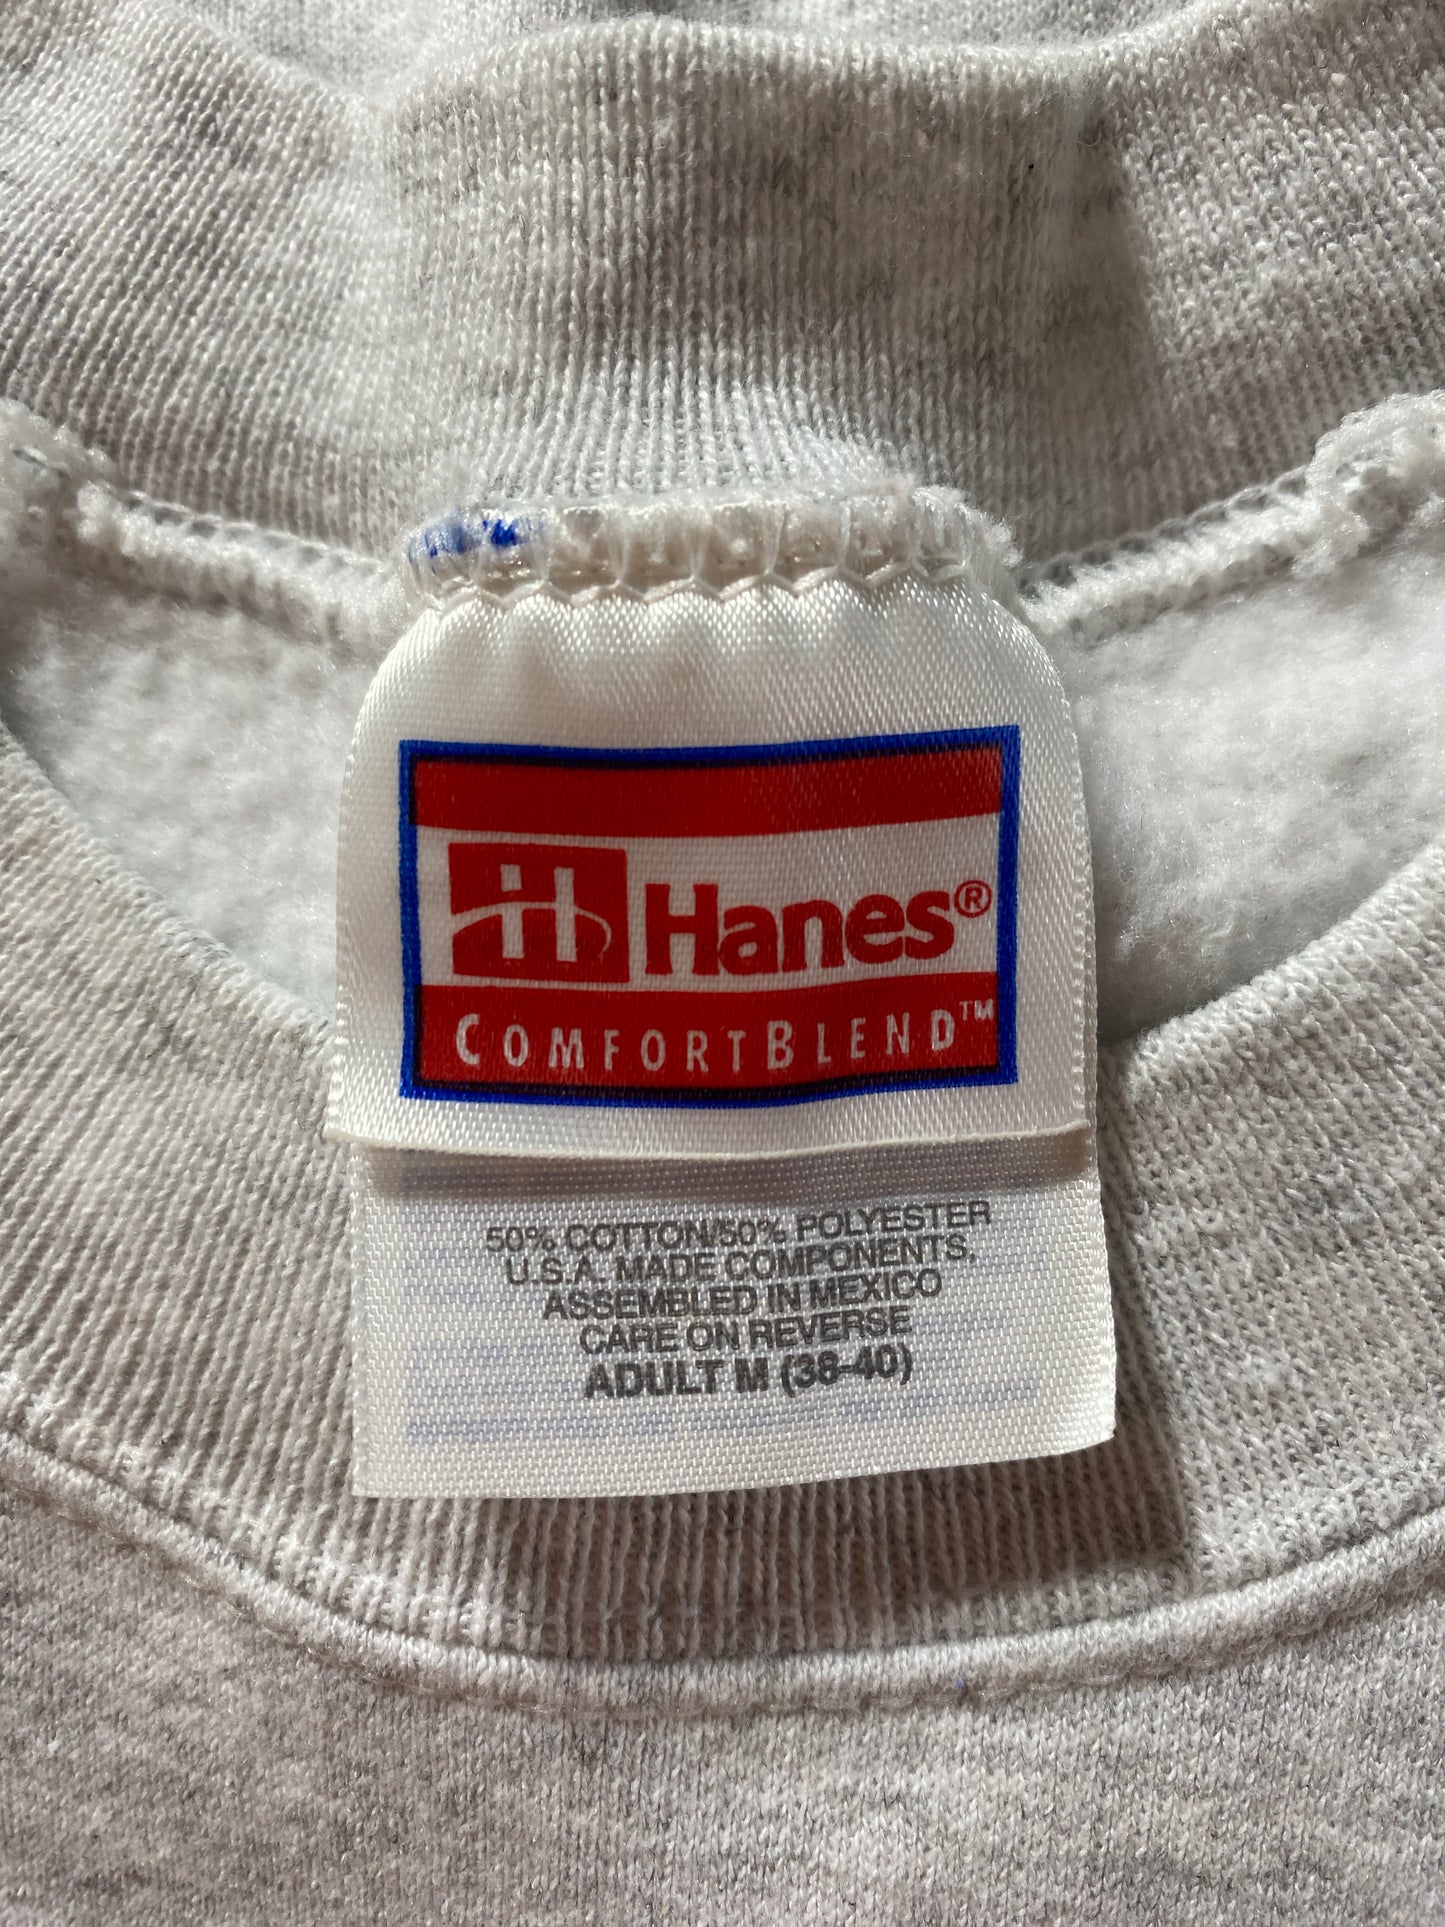 H Hanes®
COMFORTBLEND™
50% COTTON/50% POLYESTER
U.S.A. MADE COMPONENTS,
ASSEMBLED IN MEXICO
CARE ON REVERSE
ADULT M (38-40)